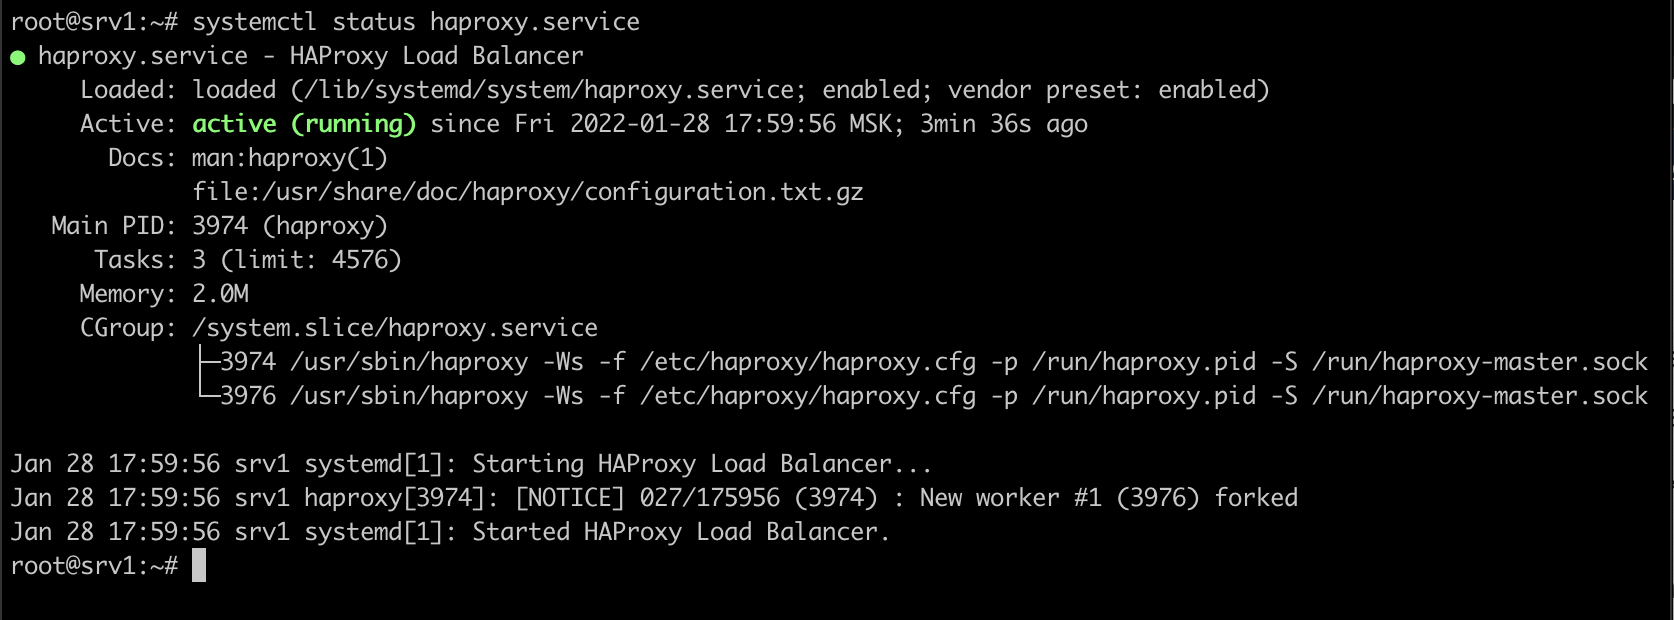 root@srv1:~# systemctl status haproxy.service
● haproxy.service - HAProxy Load Balancer
     Loaded: loaded (/lib/systemd/system/haproxy.service; enabled; vendor preset: enabled)
     Active: active (running) since Fri 2022-01-28 17:59:56 MSK; 3min 36s ago
       Docs: man:haproxy(1)
             file:/usr/share/doc/haproxy/configuration.txt.gz
   Main PID: 3974 (haproxy)
      Tasks: 3 (limit: 4576)
     Memory: 2.0M
     CGroup: /system.slice/haproxy.service
             ├─3974 /usr/sbin/haproxy -Ws -f /etc/haproxy/haproxy.cfg -p /run/haproxy.pid -S /run/haproxy-master.sock
             └─3976 /usr/sbin/haproxy -Ws -f /etc/haproxy/haproxy.cfg -p /run/haproxy.pid -S /run/haproxy-master.sock

Jan 28 17:59:56 srv1 systemd[1]: Starting HAProxy Load Balancer...
Jan 28 17:59:56 srv1 haproxy[3974]: [NOTICE] 027/175956 (3974) : New worker #1 (3976) forked
Jan 28 17:59:56 srv1 systemd[1]: Started HAProxy Load Balancer.
root@srv1:~#